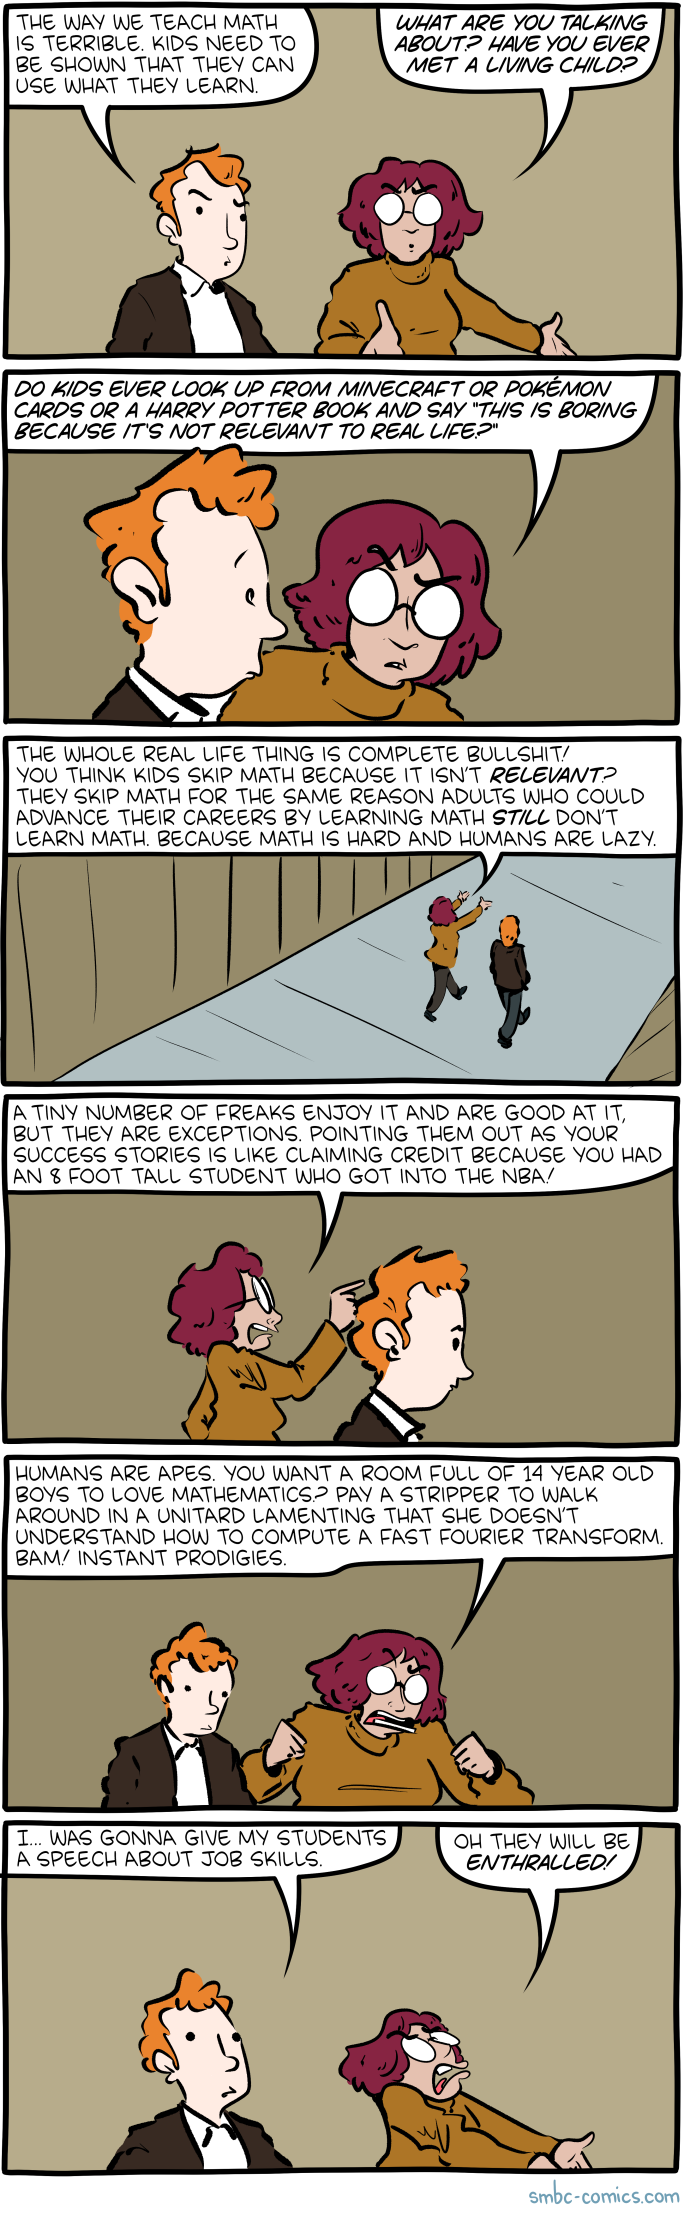 THE WAY WE TEACH MATH
IS TERRIBLE. KIDS NEED TO
BE SHOWN THAT THEY CAN
USE WHAT THEY LEARN.
WHAT ARE YOU TALKING
ABOUT? HAVE YOU EVER
MET A LIVING CHILD?
DO KIDS EVER LOOK UP FROM MINECRAFT OR POKÉMON
CARDS OR A HARRY POTTER BOOK AND SAY "THIS IS BORING
BECAUSE IT'S NOT RELEVANT TO REAL LIFE?"
THE WHOLE REAL LIFE THING IS COMPLETE BULLSHIT!
YOU THINK KIDS SKIP MATH BECAUSE IT ISN'T RELEVANT?
THEY SKIP MATH FOR THE SAME REASON ADULTS WHO COULD
ADVANCE THEIR CAREERS BY LEARNING MATH STILL DON'T
LEARN MATH. BECAUSE MATH IS HARD AND HUMANS ARE LAZY.
A TINY NUMBER OF FREAKS ENJOY IT AND ARE GOOD AT IT,
BUT THEY ARE EXCEPTIONS. POINTING THEM OUT AS YOUR
SUCCESS STORIES IS LIKE CLAIMING CREDIT BECAUSE YOU HAD
AN 8 FOOT TALL STUDENT WHO GOT INTO THE NBA!
HUMANS ARE APES. YOU WANT A ROOM FULL OF 14 YEAR OLD
BOYS TO LOVE MATHEMATICS? PAY A STRIPPER TO WALK
AROUND IN A UNITARD LAMENTING THAT SHE DOESN'T
UNDERSTAND HOW TO COMPUTE A FAST FOURIER TRANSFORM.
BAM! INSTANT PRODIGIES.
I... WAS GONNA GIVE MY STUDENTS
A SPEECH ABOUT JOB SKILLS.
OH THEY WILL BE
ENTHRALLED!
smbc-comics.com